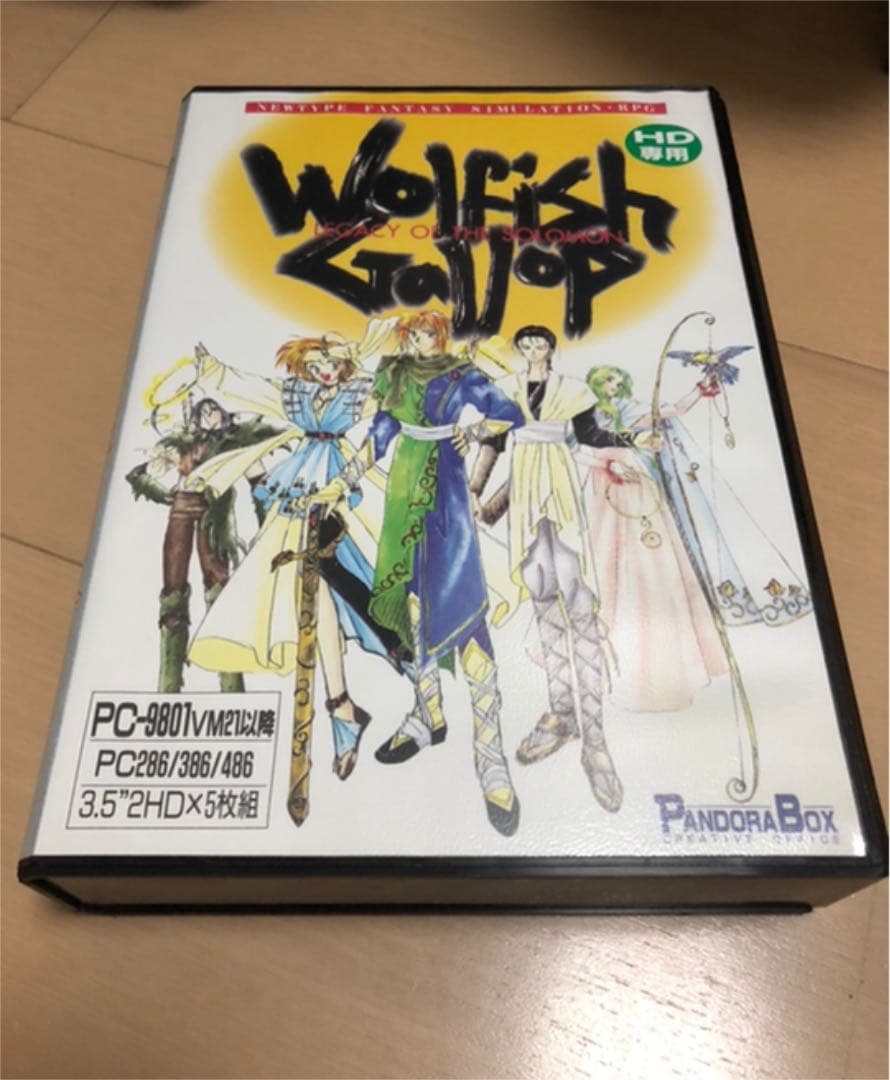 NEWTYPE FANTASY SIMULATION・RPG
HD
専用
Wolfish
LEGACY OF THE SOLOMON
Gallop
PC-9801VM21以降
PC286/386/486
3.5"2HD×5枚組
PANDORA BOX
CREATIVE OFFICE